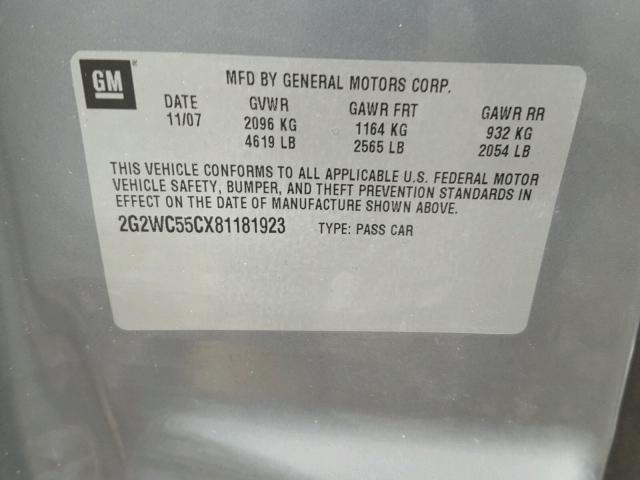 GM
MFD BY GENERAL MOTORS CORP.
DATE GVWR GAWR FRT GAWR RR
11/07 2096 KG 1164 KG 932 KG
4619 LB 2565 LB 2054 LB
THIS VEHICLE CONFORMS TO ALL APPLICABLE U.S. FEDERAL MOTOR
VEHICLE SAFETY, BUMPER, AND THEFT PREVENTION STANDARDS IN
EFFECT ON THE DATE OF MANUFACTURE SHOWN ABOVE.
2G2WC55CX81181923 TYPE: PASS CAR